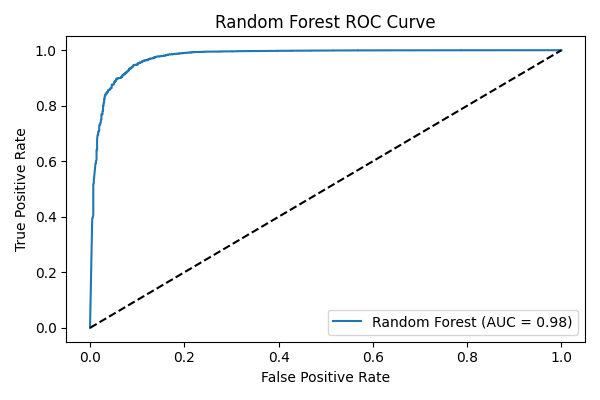 Random Forest ROC Curve
True Positive Rate
1.0
0.8
0.6
0.4
0.2
0.0
Random Forest (AUC = 0.98)
0.0 0.2 0.4 0.6 0.8 1.0
False Positive Rate